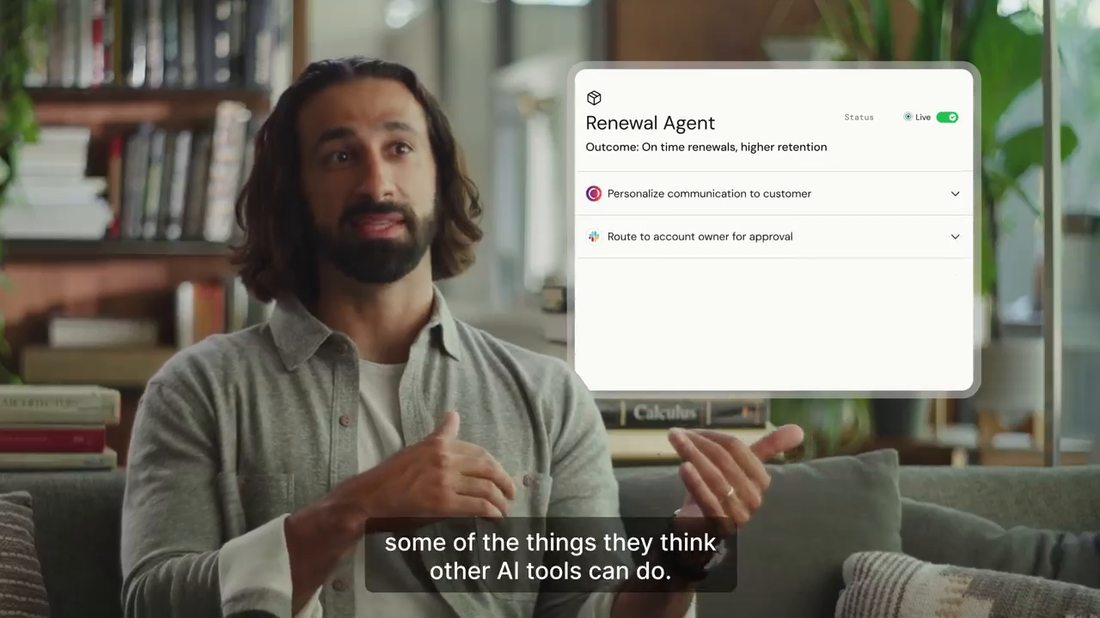 Renewal Agent
Status
Live
Outcome: On time renewals, higher retention
Personalize communication to customer
Route to account owner for approval
Calculus
some of the things they think
other AI tools can do.